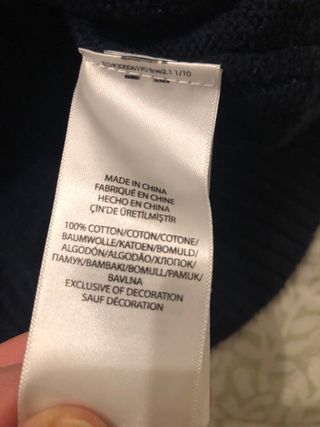 MADE IN CHINA
FABRIQUÉ EN CHINE
HECHO EN CHINA
ÇİN'DE ÜRETİLMİŞTİR
100% COTTON/COTON/COTONE/
BAUMWOLLE/KATOEN/BOMULD/
ALGODÓN/ALGODÃO/ХЛОПОК/
ПАМУК/BAMBAKI/BOMULL/PAMUK/
BAVLNA
EXCLUSIVE OF DECORATION
SAUF DÉCORATION